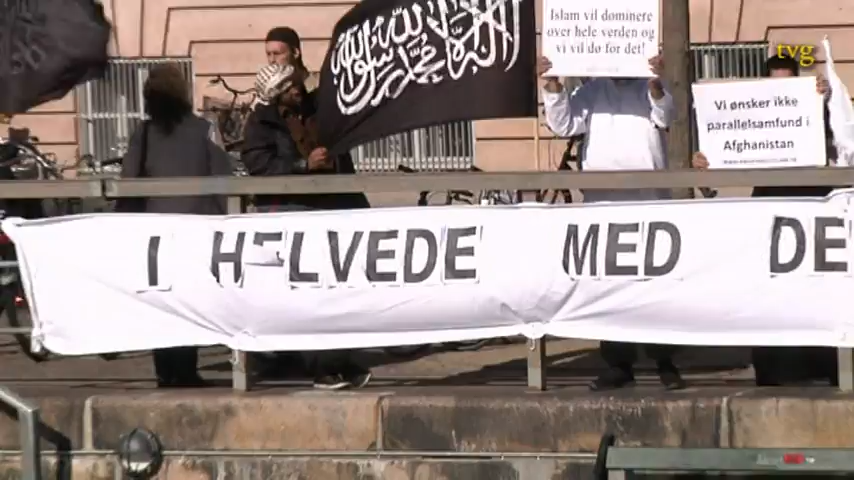 Islam vil dominere
over hele verden og
vi vil dø for det!
tvg
لا إله إلا الله محمد رسول الله
Vi ønsker ikke
parallelsamfund i
Afghanistan
I HELVEDE MED DE